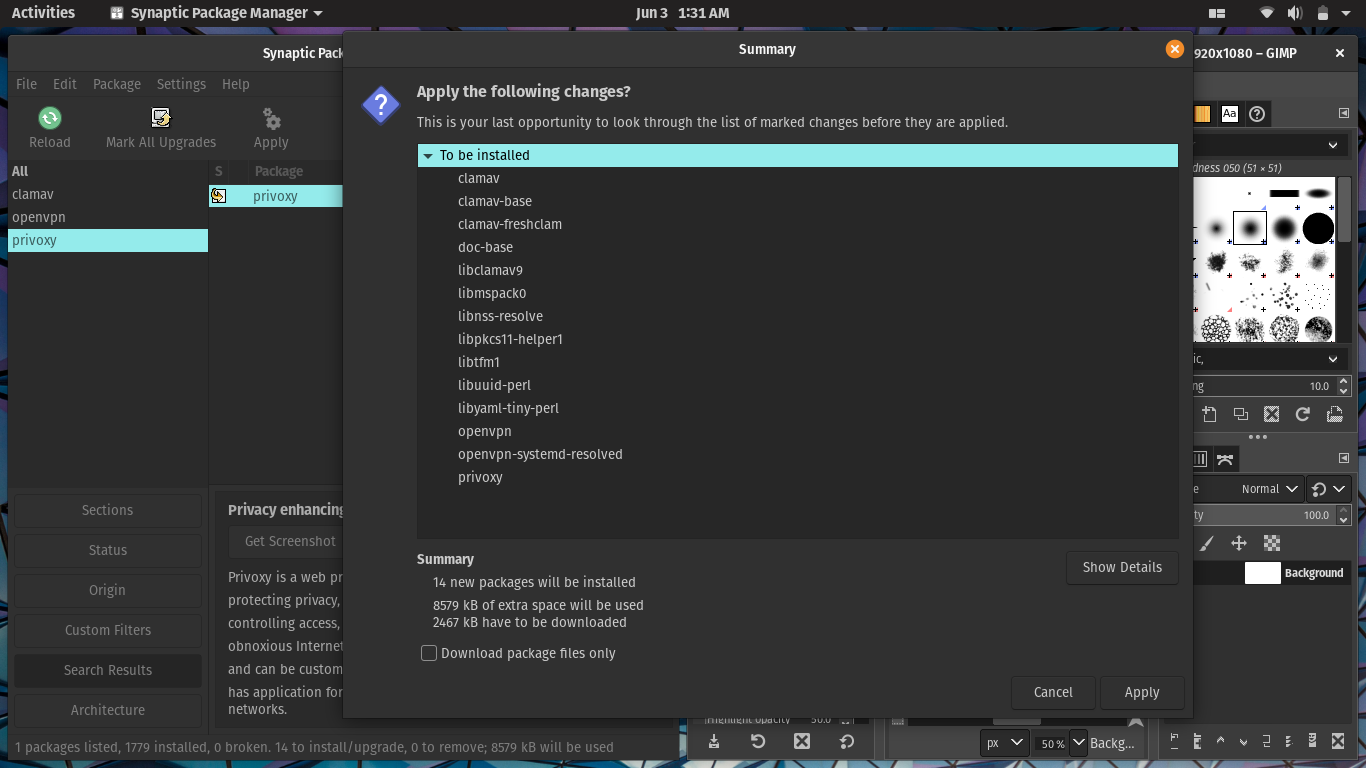 Activities
Synaptic Package Manager
Jun 3 1:31 AM
Synaptic Pack
Summary
920x1080 – GIMP
File Edit Package Settings Help
Reload
Mark All Upgrades
Apply
All
clamav
openvpn
privoxy
S Package
privoxy
Apply the following changes?
This is your last opportunity to look through the list of marked changes before they are applied.
To be installed
clamav
clamav-base
clamav-freshclam
doc-base
libclamav9
libmspack0
libnss-resolve
libpkcs11-helper1
libtfm1
libuuid-perl
libyaml-tiny-perl
openvpn
openvpn-systemd-resolved
privoxy
Summary
14 new packages will be installed
8579 kB of extra space will be used
2467 kB have to be downloaded
Show Details
Download package files only
Cancel
Apply
Sections
Status
Origin
Custom Filters
Search Results
Architecture
Privacy enhancing
Get Screenshot
Privoxy is a web pr
protecting privacy,
controlling access,
obnoxious Internet
and can be custom
has application for
networks.
1 packages listed, 1779 installed, 0 broken. 14 to install/upgrade, 0 to remove; 8579 kB will be used
Aa
dness 050 (51 × 51)
ic,
ng 10.0
e Normal
ty 100.0
Background
Highlight opacity 50.0
px
50 %
Backg...